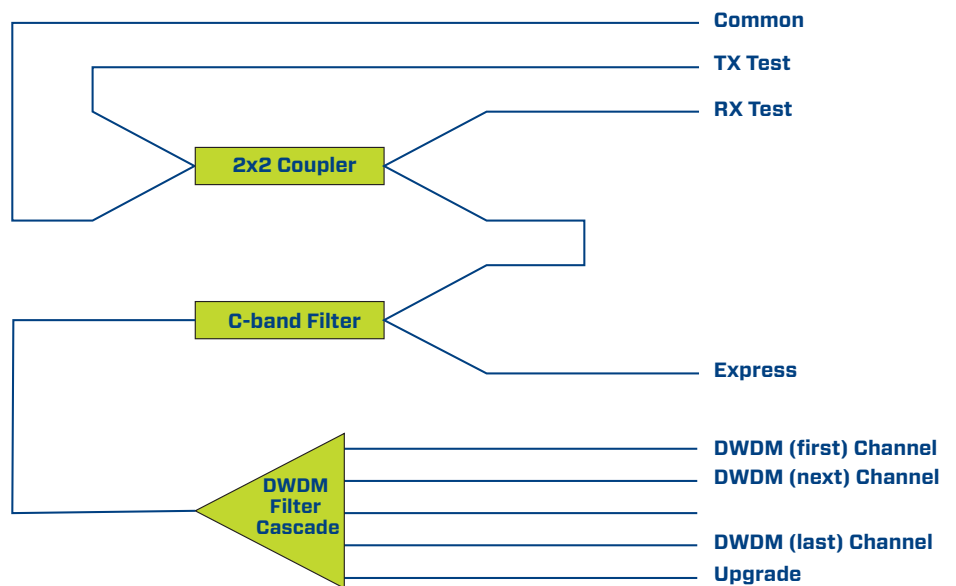 Common
TX Test
RX Test
2x2 Coupler
C-band Filter
Express
DWDM (first) Channel
DWDM (next) Channel
DWDM
Filter
Cascade
DWDM (last) Channel
Upgrade